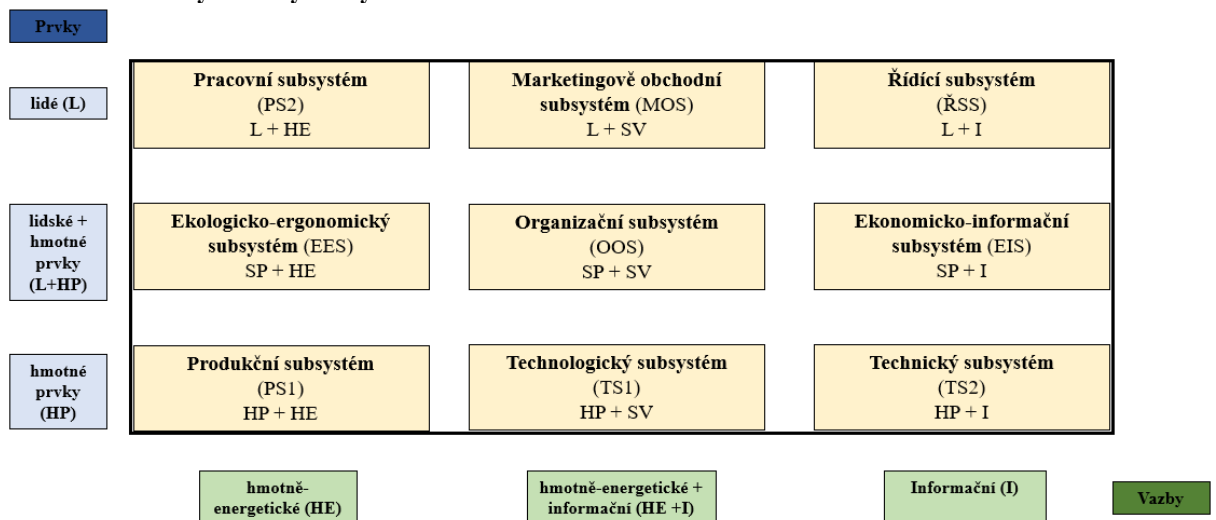 Prvky
lidé (L)
Pracovní subsystém
(PS2)
L + HE
Marketingově obchodní
subsystém (MOS)
L + SV
Řídící subsystém
(ŘSS)
L + I
lidské +
hmotné
prvky
(L+HP)
Ekologicko-ergonomický
subsystém (EES)
SP + HE
Organizační subsystém
(OOS)
SP + SV
Ekonomicko-informační
subsystém (EIS)
SP + I
hmotné
prvky
(HP)
Produkční subsystém
(PS1)
HP + HE
Technologický subsystém
(TS1)
HP + SV
Technický subsystém
(TS2)
HP + I
hmotně-
energetické (HE)
hmotně-energetické +
informační (HE +I)
Informační (I)
Vazby